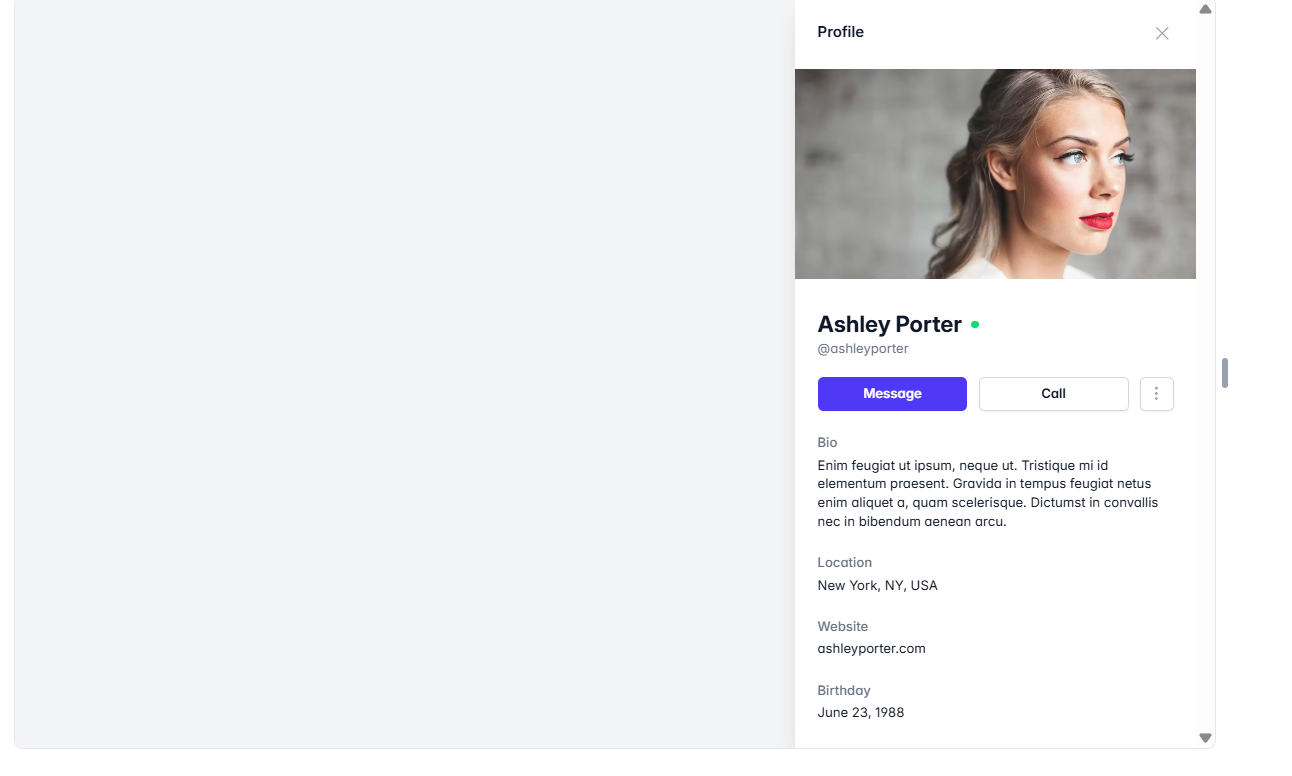 Profile
Ashley Porter
@ashleyporter
Message
Call
Bio
Enim feugiat ut ipsum, neque ut. Tristique mi id
elementum praesent. Gravida in tempus feugiat netus
enim aliquet a, quam scelerisque. Dictumst in convallis
nec in bibendum aenean arcu.
Location
New York, NY, USA
Website
ashleyporter.com
Birthday
June 23, 1988